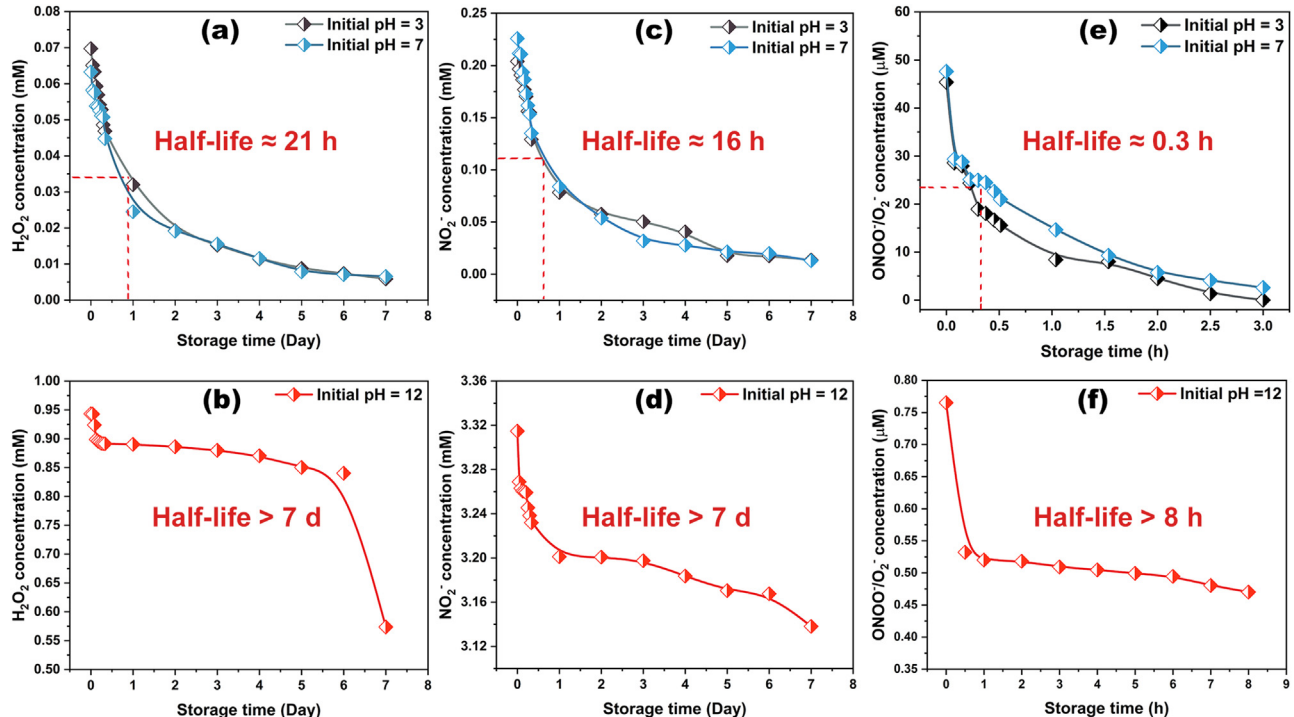 (a)
Initial pH = 3
Initial pH = 7
Half-life ≈ 21 h
H₂O₂ concentration (mM)
0.08
0.07
0.06
0.05
0.04
0.03
0.02
0.01
0.00
0 1 2 3 4 5 6 7 8
Storage time (Day)
(c)
Initial pH = 3
Initial pH = 7
Half-life ≈ 16 h
NO₂⁻ concentration (mM)
0.25
0.20
0.15
0.10
0.05
0.00
0 1 2 3 4 5 6 7 8
Storage time (Day)
(e)
Initial pH = 3
Initial pH = 7
Half-life ≈ 0.3 h
ONOO⁻/O₂⁻ concentration (μM)
60
50
40
30
20
10
0
0.0 0.5 1.0 1.5 2.0 2.5 3.0
Storage time (h)
(b)
Initial pH = 12
Half-life > 7 d
H₂O₂ concentration (mM)
1.00
0.95
0.90
0.85
0.80
0.75
0.70
0.65
0.60
0.55
0.50
0 1 2 3 4 5 6 7 8
Storage time (Day)
(d)
Initial pH = 12
Half-life > 7 d
NO₂⁻ concentration (mM)
3.36
3.32
3.28
3.24
3.20
3.16
3.12
0 1 2 3 4 5 6 7 8
Storage time (Day)
(f)
Initial pH =12
Half-life > 8 h
ONOO⁻/O₂⁻ concentration (μM)
0.80
0.75
0.70
0.65
0.60
0.55
0.50
0.45
0.40
0.35
0 1 2 3 4 5 6 7 8 9
Storage time (h)